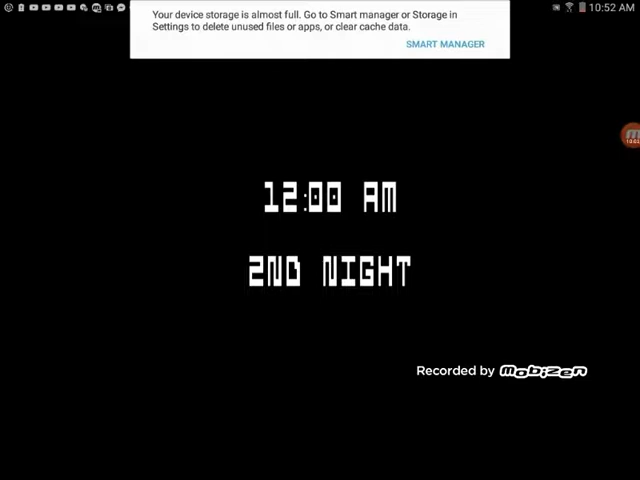 Your device storage is almost full. Go to Smart manager or Storage in
Settings to delete unused files or apps, or clear cache data.
SMART MANAGER
10:52 AM
12:00 AM
2ND NIGHT
Recorded by Mobizen